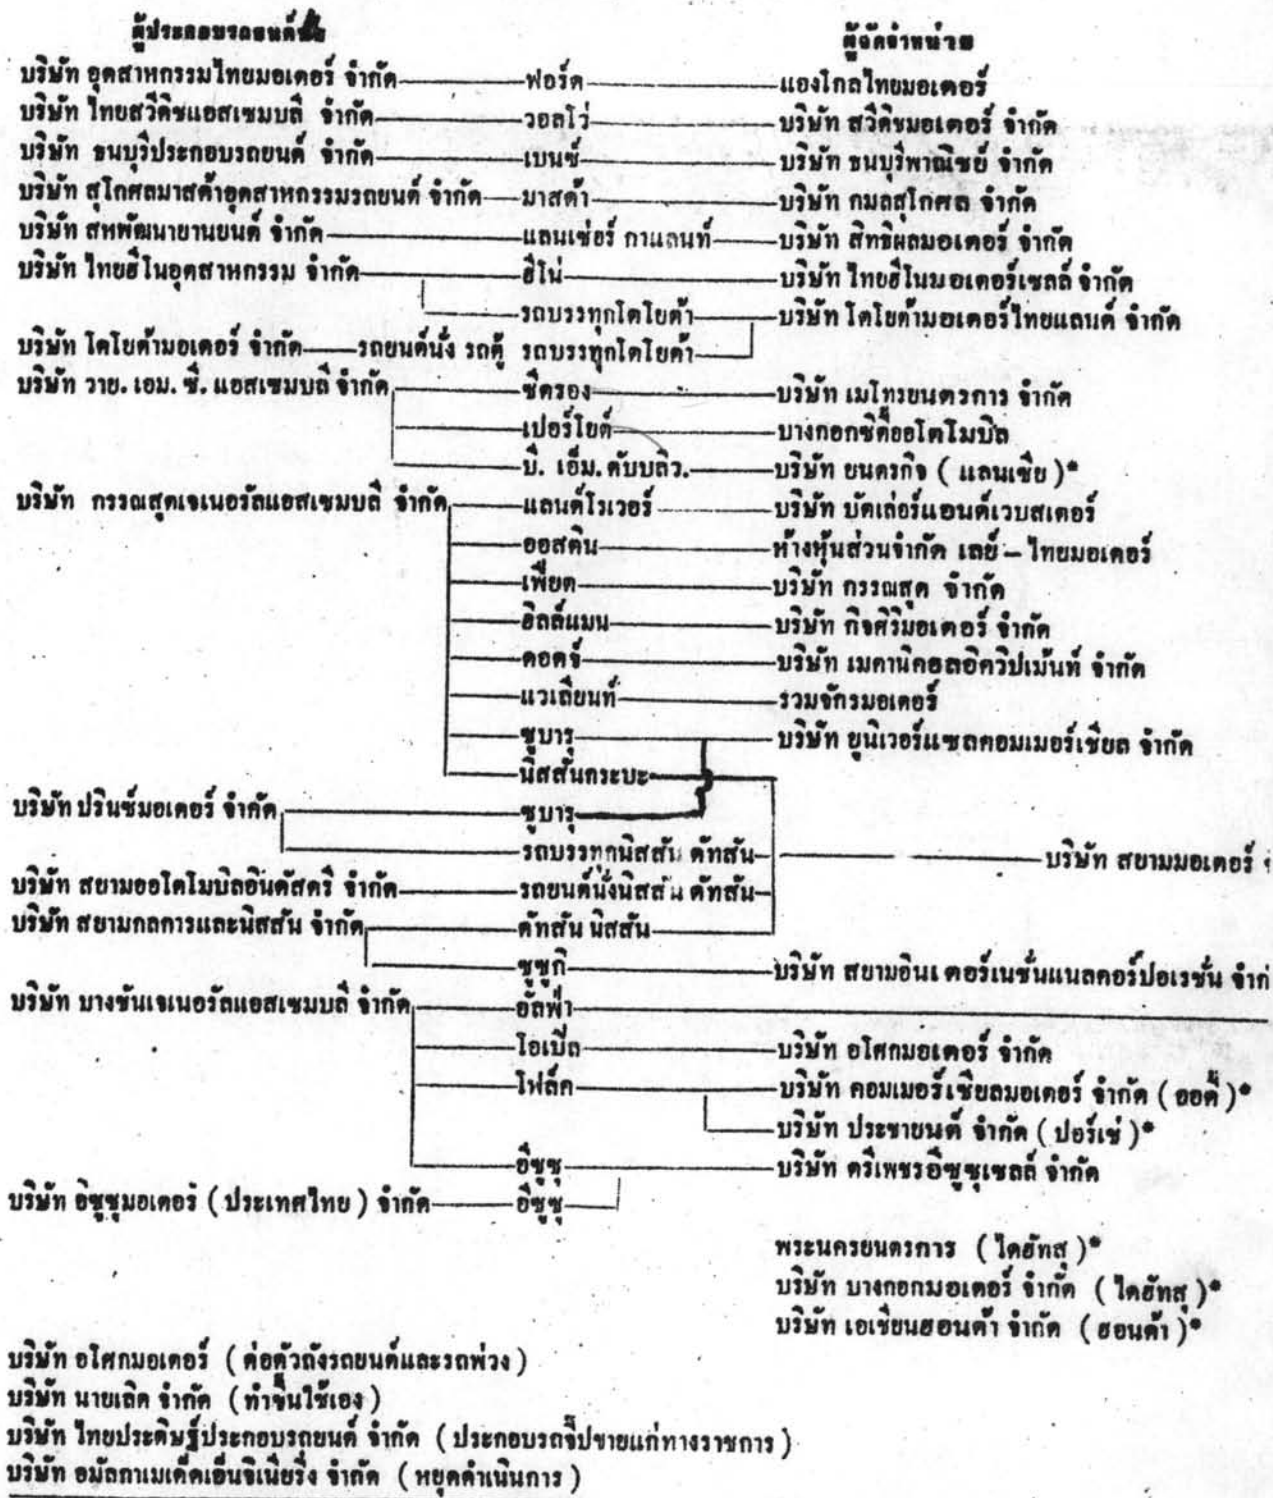 ผู้ประกอบรถยนต์ ผู้จัดจำหน่าย
บริษัท อุตสาหกรรมไทยมอเตอร์ จำกัด ฟอร์ด แองโกลไทยมอเตอร์
บริษัท ไทยสวีดิชแอสเซมบลี จำกัด วอลโว่ บริษัท สวีดิชมอเตอร์ จำกัด
บริษัท ธนบุรีประกอบรถยนต์ จำกัด เบนซ์ บริษัท ธนบุรีพาณิชย์ จำกัด
บริษัท สุโกศลมาสด้าอุตสาหกรรมรถยนต์ จำกัด มาสด้า บริษัท กมลสุโกศล จำกัด
บริษัท สหพัฒนายานยนต์ จำกัด แลนเซ่อร์ กาแลนท์ บริษัท สิทธิผลมอเตอร์ จำกัด
บริษัท ไทยฮีโนอุตสาหกรรม จำกัด ฮีโน่ บริษัท ไทยฮีโนมอเตอร์เซลล์ จำกัด
รถบรรทุกโตโยต้า บริษัท โตโยต้ามอเตอร์ไทยแลนด์ จำกัด
บริษัท โตโยต้ามอเตอร์ จำกัด รถยนต์นั่ง รถตู้ รถบรรทุกโตโยต้า
บริษัท วาย. เอม. ซี. แอสเซมบลี จำกัด ซีตรอง บริษัท เมโทรยนตรการ จำกัด
เปอร์โยต์ บางกอกซิตี้ออโตโมบิล
บี. เอ็ม. ดับบลิว. บริษัท ยนตรกิจ ( แลนเซีย )*
บริษัท กรรณสูตเจเนอรัลแอสเซมบลี จำกัด แลนด์โรเวอร์ บริษัท บัตเล่อร์แอนด์เวบสเตอร์
ออสติน ห้างหุ้นส่วนจำกัด เลย์ - ไทยมอเตอร์
เฟียต บริษัท กรรณสูต จำกัด
ฮิลล์แมน บริษัท กิจศิริมอเตอร์ จำกัด
ดอดจ์ บริษัท เมคานิคอลอิควิปเม้นท์ จำกัด
แวเลียนท์ รวมจักรมอเตอร์
ซูบารุ บริษัท ยูนิเวอร์แซลคอมเมอร์เชียล จำกัด
นิสสันกระบะ
บริษัท ปรินซ์มอเตอร์ จำกัด ซูบารุ
รถบรรทุกนิสสัน ดัทสัน บริษัท สยามมอเตอร์
บริษัท สยามออโตโมบิลอินดัสตรี จำกัด รถยนต์นั่งนิสสัน ดัทสัน
บริษัท สยามกลการและนิสสัน จำกัด ดัทสัน นิสสัน
ซูซูกิ บริษัท สยามอินเตอร์เนชั่นแนลคอร์ปอเรชั่น จำก
บริษัท บางชันเจเนอรัลแอสเซมบลี จำกัด อัลฟ่า
โอเปิ้ล บริษัท อโศกมอเตอร์ จำกัด
โฟล์ค บริษัท คอมเมอร์เชียลมอเตอร์ จำกัด ( ออดี้ )*
บริษัท ประชายนต์ จำกัด ( ปอร์เช่ )*
อีซูซุ บริษัท ตรีเพชรอีซูซุเซลล์ จำกัด
บริษัท อีซูซุมอเตอร์ ( ประเทศไทย ) จำกัด อีซูซุ
พระนครยนตรการ ( ไดฮัทสุ )*
บริษัท บางกอกมอเตอร์ จำกัด ( ไดฮัทสุ )*
บริษัท เอเชียนฮอนด้า จำกัด ( ฮอนด้า )*
บริษัท อโศกมอเตอร์ ( ต่อตัวถังรถยนต์และรถพ่วง )
บริษัท นายเลิศ จำกัด ( ทำขึ้นใช้เอง )
บริษัท ไทยประดิษฐ์ประกอบรถยนต์ จำกัด ( ประกอบรถจี๊ปขายแก่ทางราชการ )
บริษัท อมัลกาเมเต็ดเอ็นจิเนียริ่ง จำกัด ( หยุดดำเนินการ )